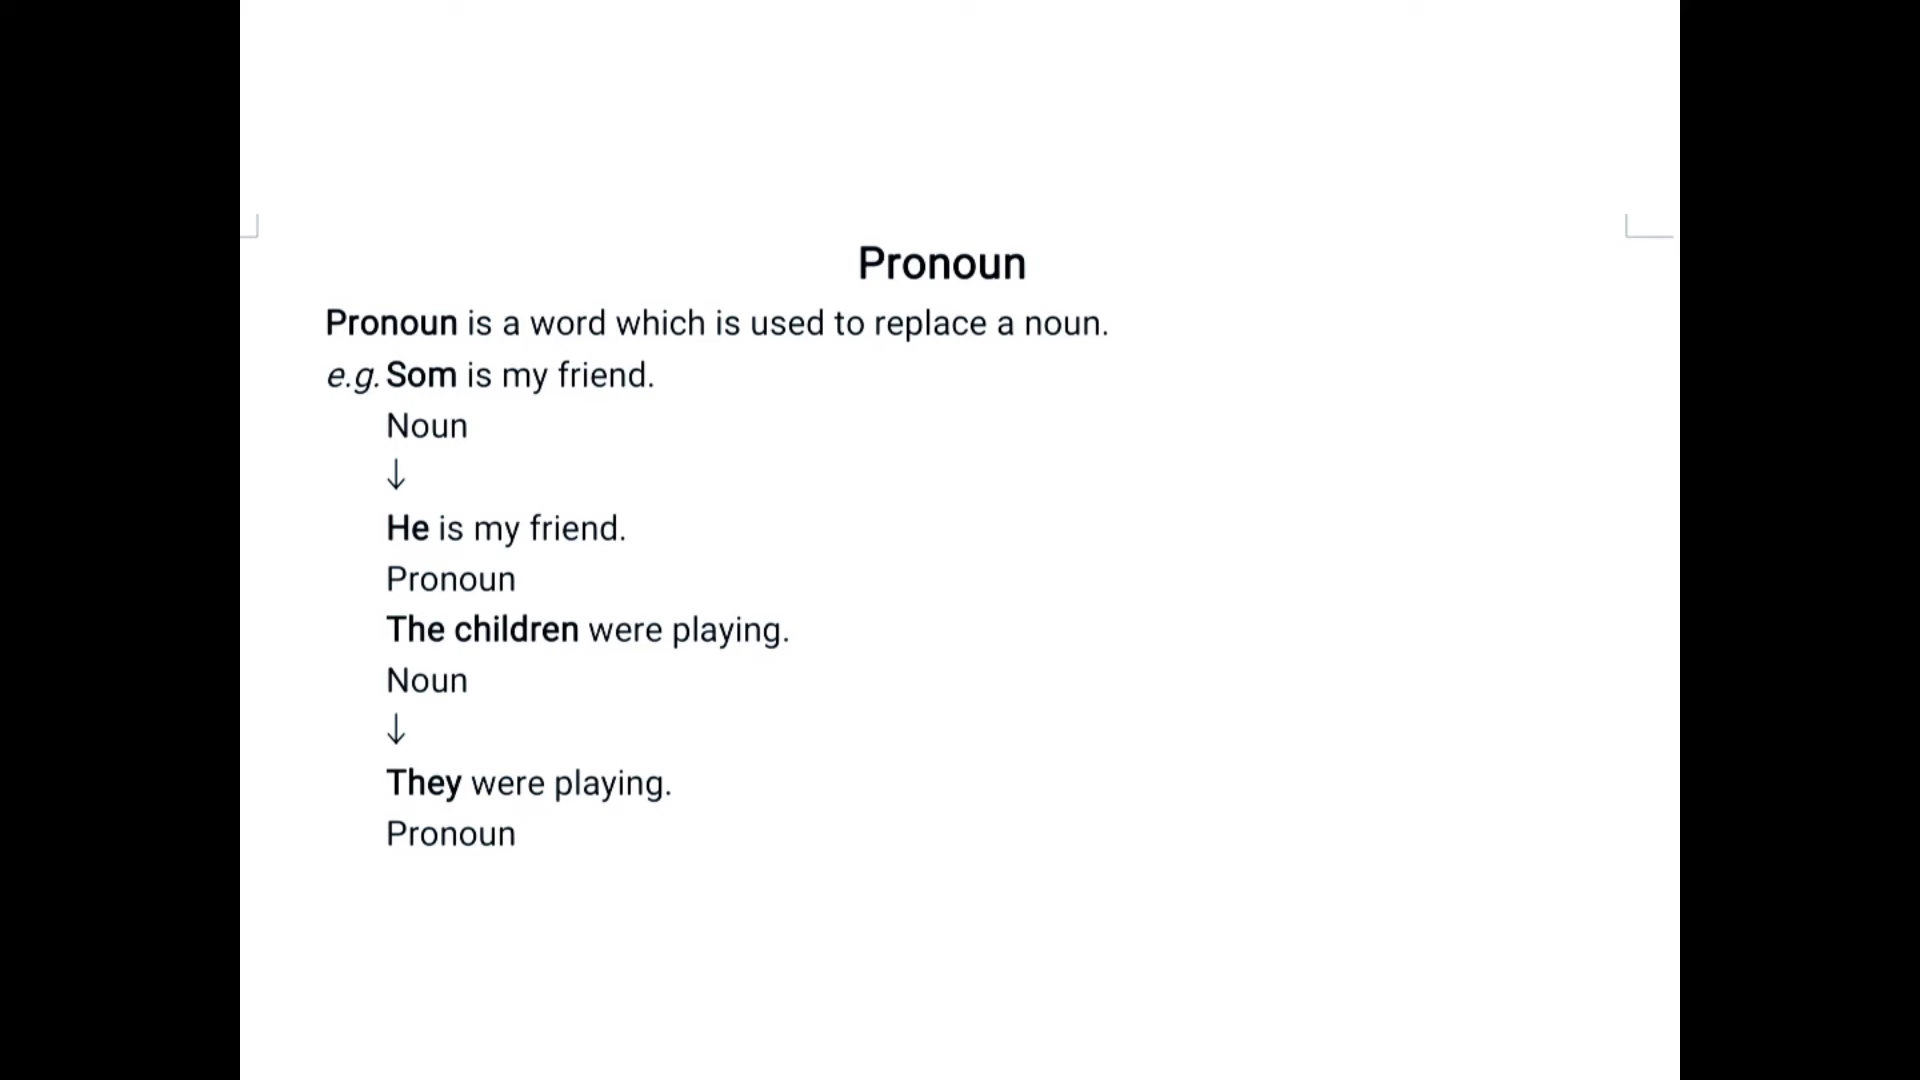 Pronoun
Pronoun is a word which is used to replace a noun.
e.g. Som is my friend.
Noun
↓
He is my friend.
Pronoun
The children were playing.
Noun
↓
They were playing.
Pronoun